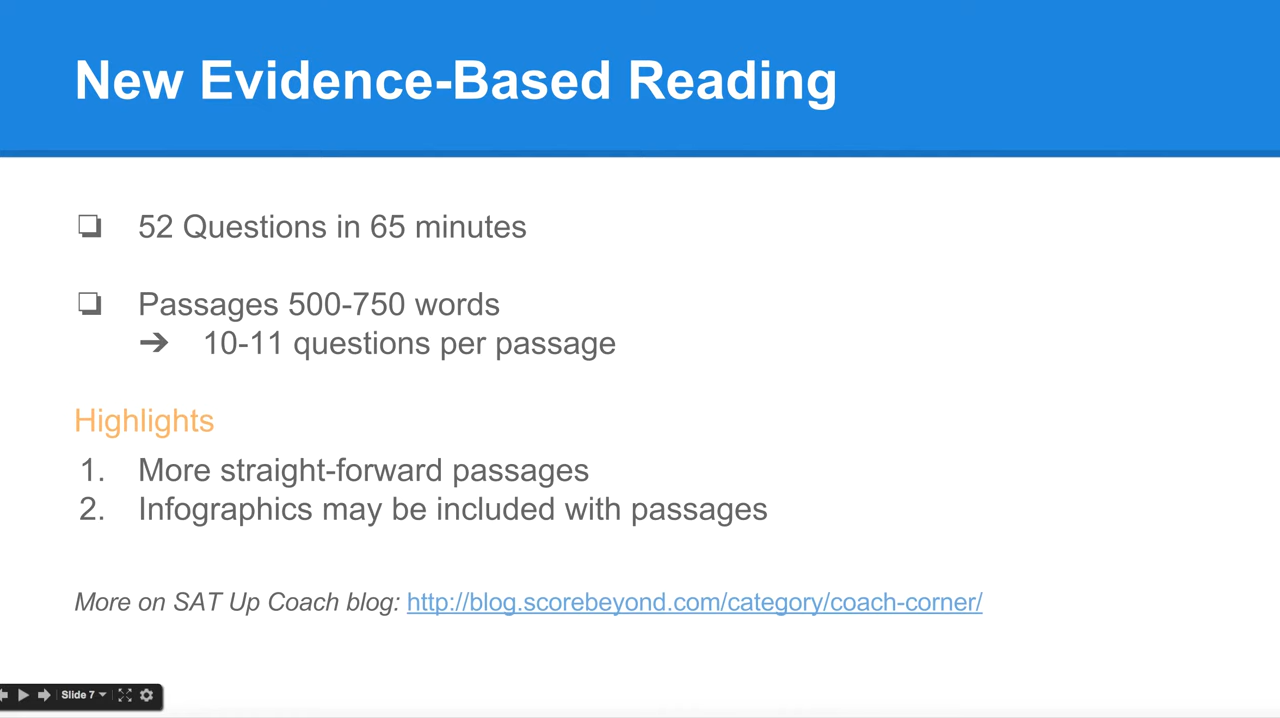 New Evidence-Based Reading
❏ 52 Questions in 65 minutes
❏ Passages 500-750 words
➔ 10-11 questions per passage
Highlights
1. More straight-forward passages
2. Infographics may be included with passages
More on SAT Up Coach blog: http://blog.scorebeyond.com/category/coach-corner/
Slide 7